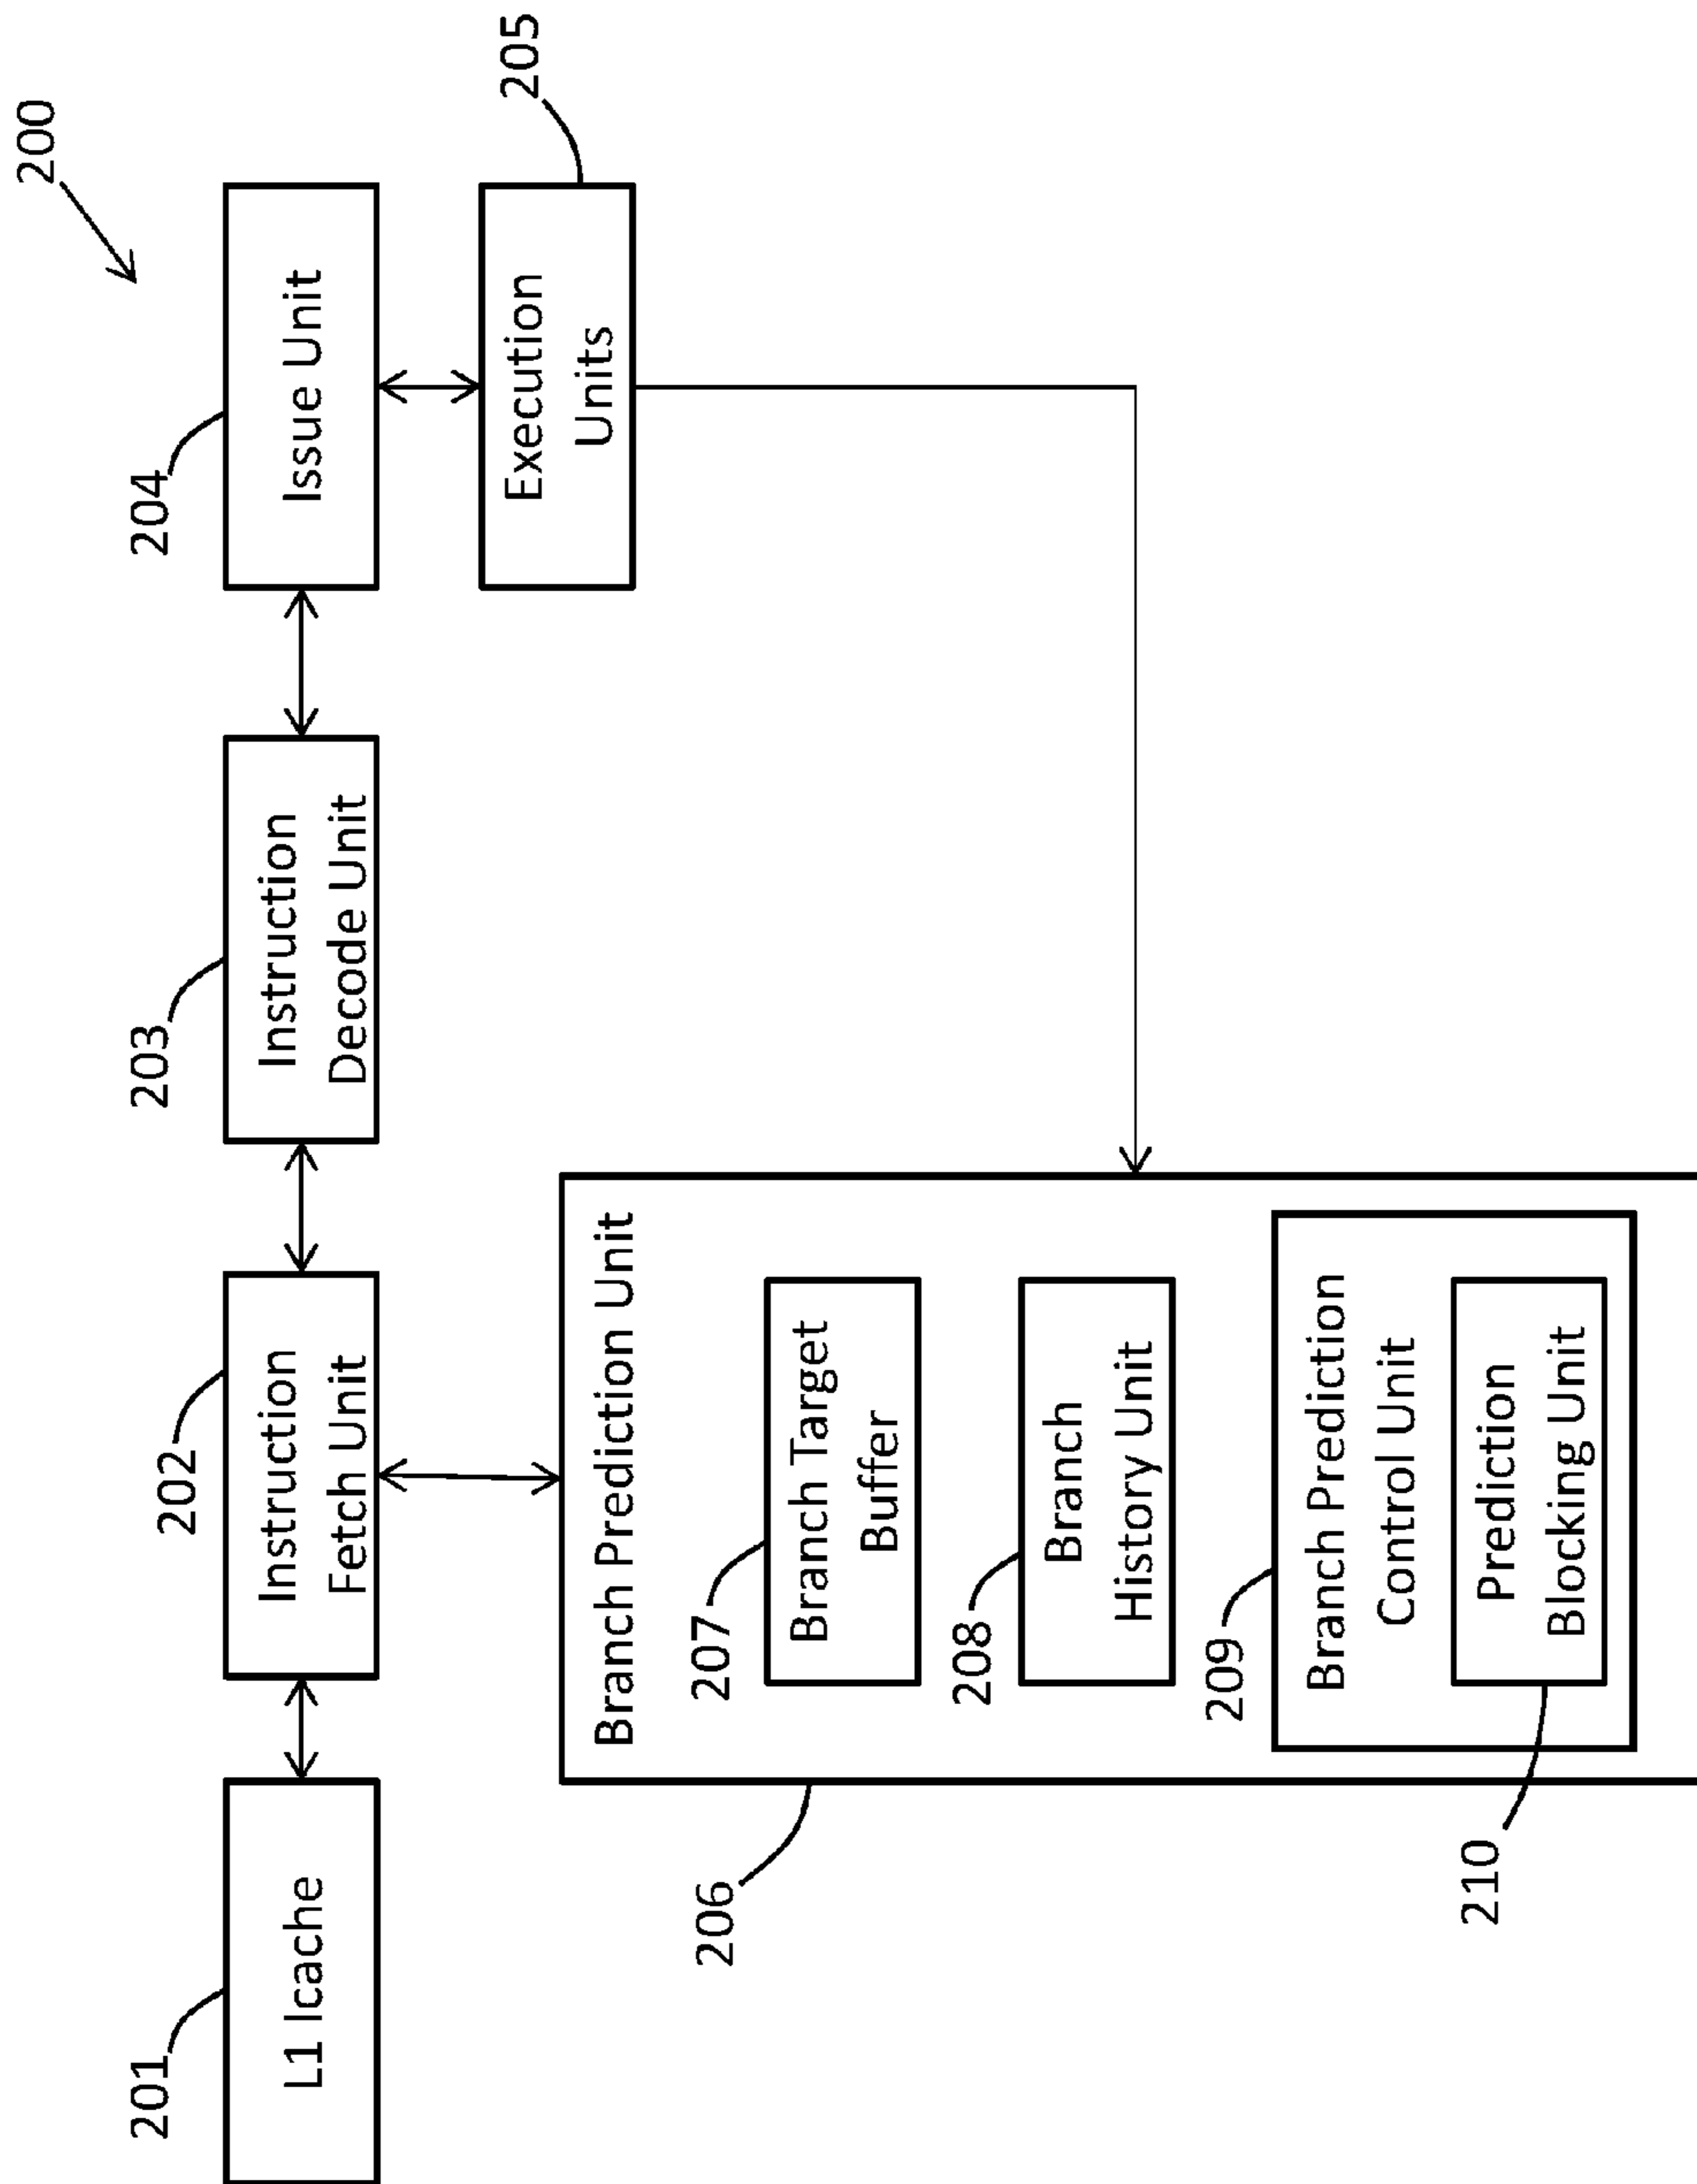 200
201
L1 Icache
202
Instruction
Fetch Unit
203
Instruction
Decode Unit
204
Issue Unit
205
Execution
Units
206
Branch Prediction Unit
207
Branch Target
Buffer
208
Branch
History Unit
209
Branch Prediction
Control Unit
210
Prediction
Blocking Unit